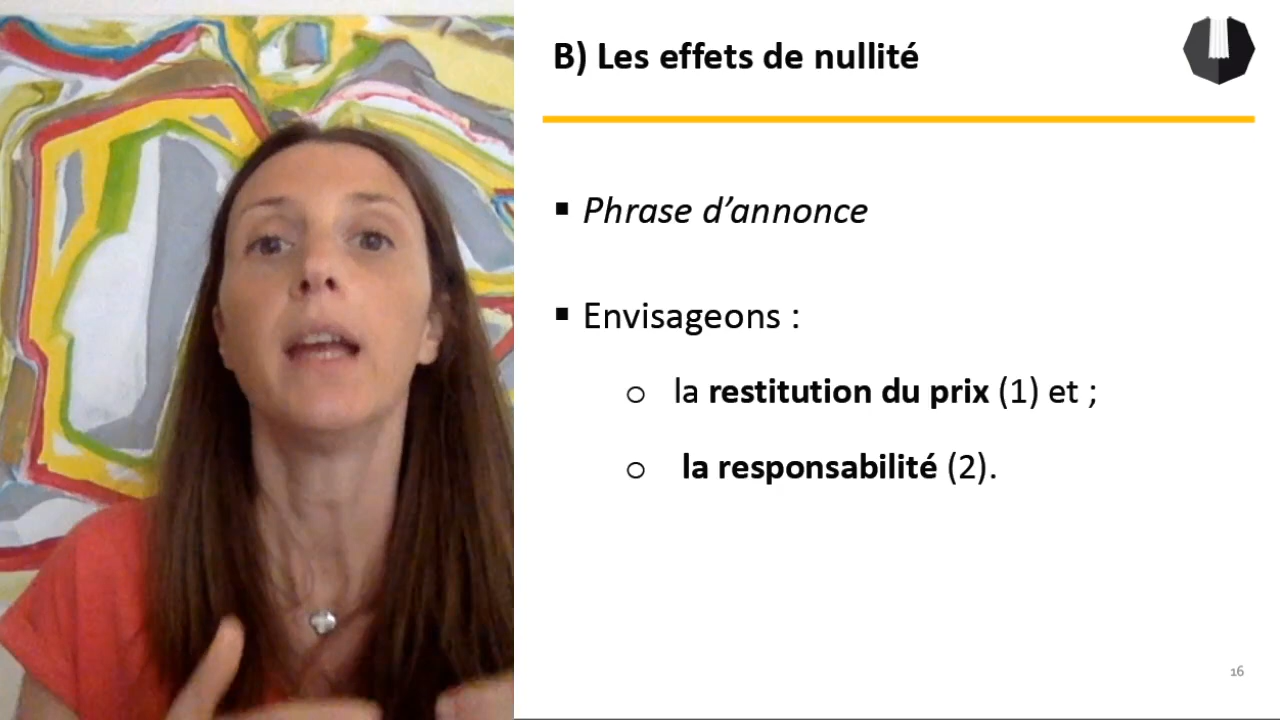 B) Les effets de nullité
▪ Phrase d’annonce
▪ Envisageons :
o la restitution du prix (1) et ;
o la responsabilité (2).
16